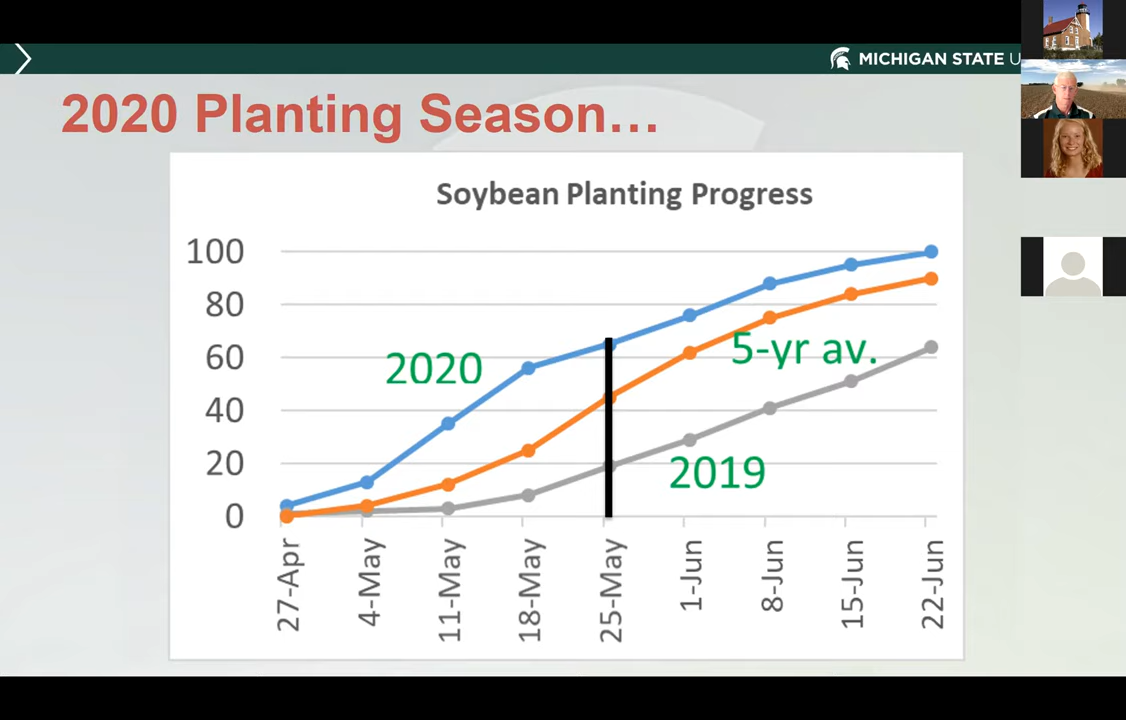 MICHIGAN STATE U
2020 Planting Season...
Soybean Planting Progress
100
80
60
40
20
0
2020
5-yr av.
2019
27-Apr
4-May
11-May
18-May
25-May
1-Jun
8-Jun
15-Jun
22-Jun